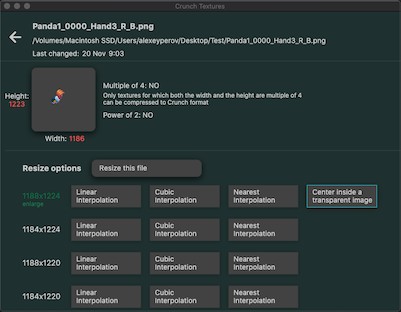 Crunch Textures
Panda1_0000_Hand3_R_B.png
/Volumes/Macintosh SSD/Users/alexeyperov/Desktop/Test/Panda1_0000_Hand3_R_B.png
Last changed: 20 Nov 9:03
Height:
1223
Multiple of 4: NO
Only textures for which both the width and the height are multiple of 4
can be compressed to Crunch format
Power of 2: NO
Width: 1186
Resize options
Resize this file
1188x1224
enlarge
Linear
Interpolation
Cubic
Interpolation
Nearest
Interpolation
Center inside a
transparent image
1184x1224
Linear
Interpolation
Cubic
Interpolation
Nearest
Interpolation
1188x1220
Linear
Interpolation
Cubic
Interpolation
Nearest
Interpolation
1184x1220
Linear
Interpolation
Cubic
Interpolation
Nearest
Interpolation